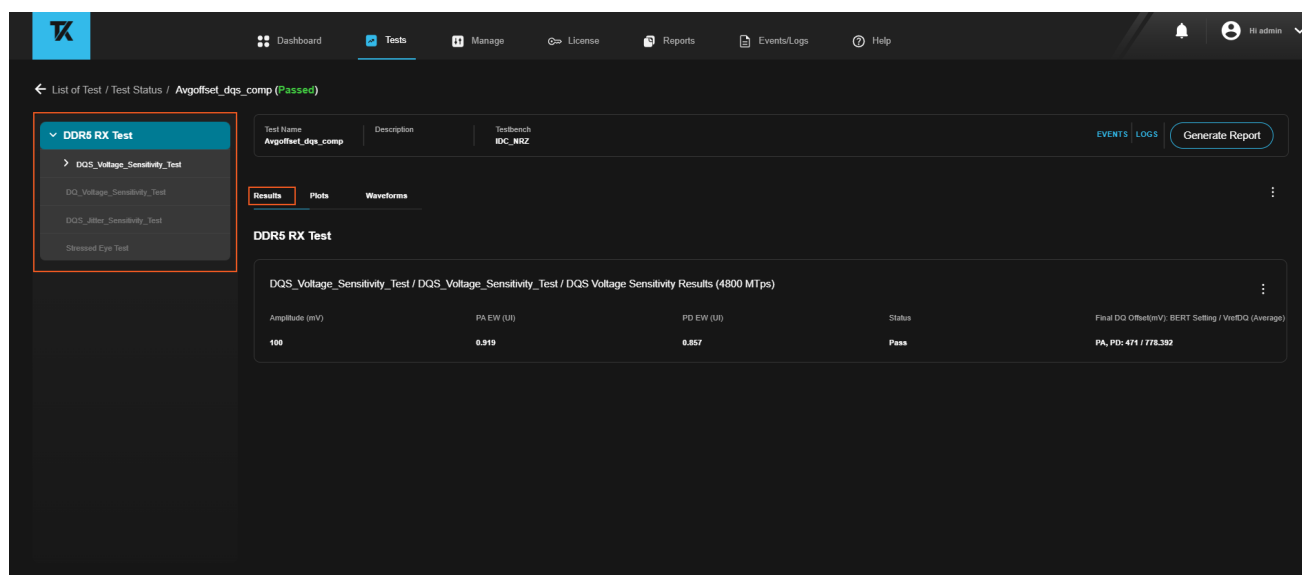 TK
Dashboard Tests Manage License Reports Events/Logs Help Hi admin
List of Test / Test Status / Avgoffset_dqs_comp (Passed)
DDR5 RX Test
DQS_Voltage_Sensitivity_Test
DQ_Voltage_Sensitivity_Test
DQS_Jitter_Sensitivity_Test
Stressed Eye Test
Test Name Description Testbench
Avgoffset_dqs_comp IDC_NRZ
EVENTS LOGS Generate Report
Results Plots Waveforms
DDR5 RX Test
DQS_Voltage_Sensitivity_Test / DQS_Voltage_Sensitivity_Test / DQS Voltage Sensitivity Results (4800 MTps)
Amplitude (mV) PA EW (UI) PD EW (UI) Status Final DQ Offset(mV): BERT Setting / VrefDQ (Average)
100 0.919 0.857 Pass PA, PD: 471 / 778.392